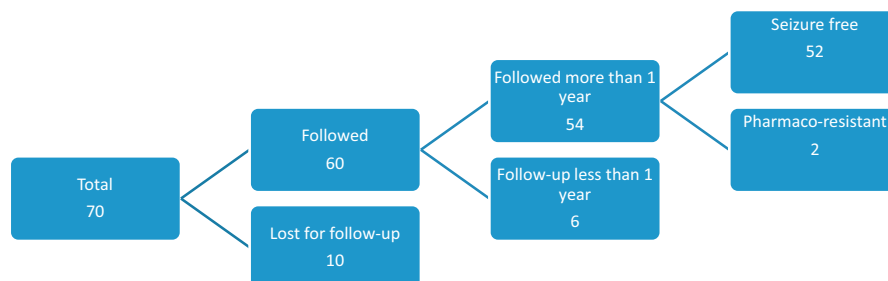 Total
70
Followed
60
Lost for follow-up
10
Followed more than 1
year
54
Follow-up less than 1
year
6
Seizure free
52
Pharmaco-resistant
2